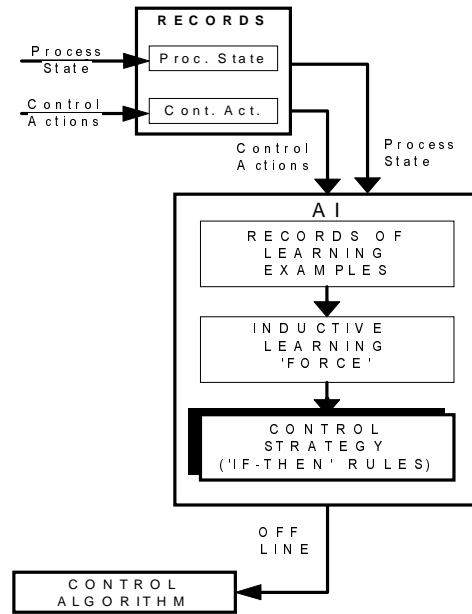 RECORDS
Process
State
Proc. State
Control
Actions
Cont. Act.
Control
Actions
Process
State
AI
RECORDS OF
LEARNING
EXAMPLES
INDUCTIVE
LEARNING
'FORCE'
CONTROL
STRATEGY
('IF-THEN' RULES)
OFF
LINE
CONTROL
ALGORITHM